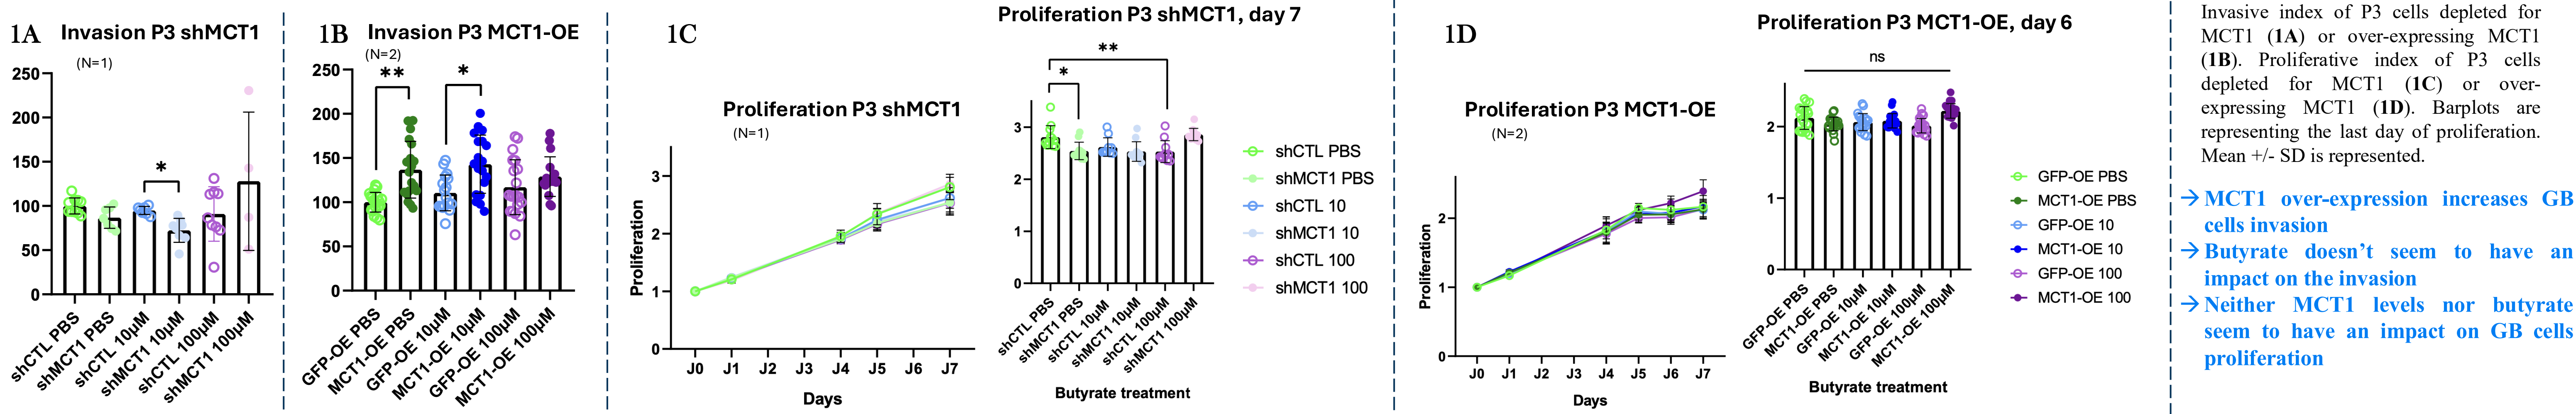 1A Invasion P3 shMCT1
(N=1)
250
200
150
100
50
0
*
shCTL PBS
shMCT1 PBS
shCTL 10µM
shMCT1 10µM
shCTL 100µM
shMCT1 100µM
1B Invasion P3 MCT1-OE
(N=2)
250
200
150
100
50
0
**
*
GFP-OE PBS
MCT1-OE PBS
GFP-OE 10µM
MCT1-OE 10µM
GFP-OE 100µM
MCT1-OE 100µM
1C
Proliferation P3 shMCT1
(N=1)
Proliferation
3
2
1
0
J0 J1 J2 J3 J4 J5 J6 J7
Days
Proliferation P3 shMCT1, day 7
**
*
3
2
1
0
shCTL PBS
shMCT1 PBS
shCTL 10µM
shMCT1 10µM
shCTL 100µM
shMCT1 100µM
Butyrate treatment
shCTL PBS
shMCT1 PBS
shCTL 10
shMCT1 10
shCTL 100
shMCT1 100
1D
Proliferation P3 MCT1-OE
(N=2)
Proliferation
2
1
0
J0 J1 J2 J3 J4 J5 J6 J7
Days
Proliferation P3 MCT1-OE, day 6
ns
2
1
0
GFP-OE PBS
MCT1-OE PBS
GFP-OE 10µM
MCT1-OE 10µM
GFP-OE 100µM
MCT1-OE 100µM
Butyrate treatment
GFP-OE PBS
MCT1-OE PBS
GFP-OE 10
MCT1-OE 10
GFP-OE 100
MCT1-OE 100
Invasive index of P3 cells depleted for
MCT1 (1A) or over-expressing MCT1
(1B). Proliferative index of P3 cells
depleted for MCT1 (1C) or over-
expressing MCT1 (1D). Barplots are
representing the last day of proliferation.
Mean +/- SD is represented.
→ MCT1 over-expression increases GB
cells invasion
→ Butyrate doesn't seem to have an
impact on the invasion
→ Neither MCT1 levels nor butyrate
seem to have an impact on GB cells
proliferation